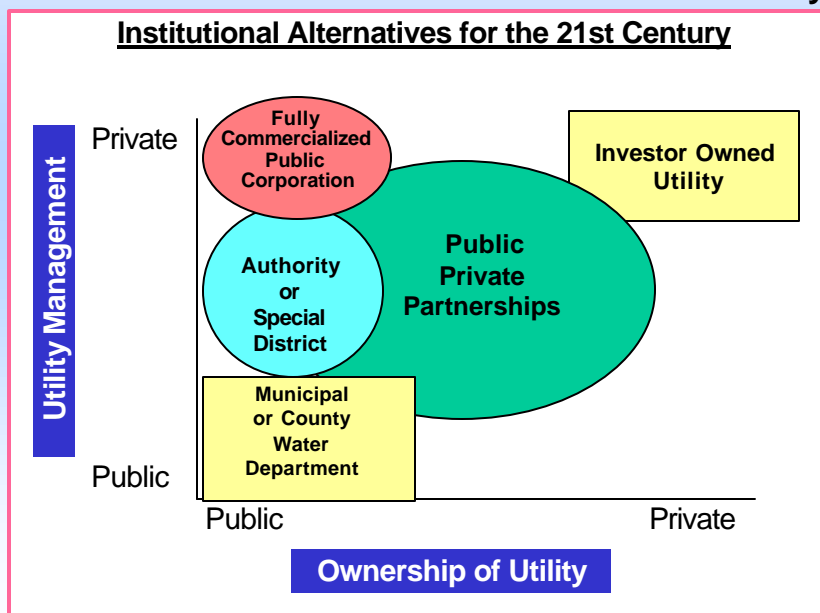 Institutional Alternatives for the 21st Century
Utility Management
Private
Fully
Commercialized
Public
Corporation
Investor Owned
Utility
Public
Private
Partnerships
Authority
or
Special
District
Municipal
or County
Water
Department
Public
Public
Private
Ownership of Utility